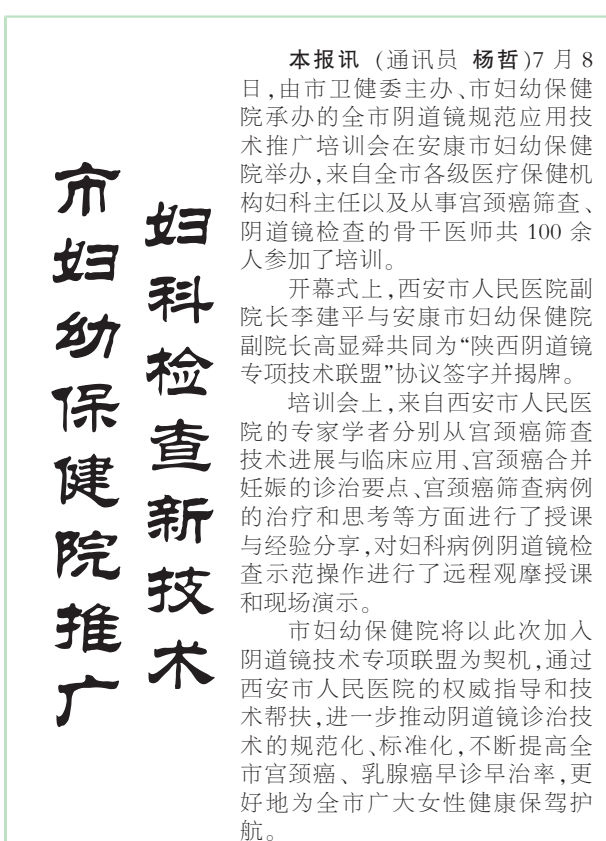 市妇幼保健院推广
妇科检查新技术
本报讯 (通讯员 杨哲)7 月 8
日,由市卫健委主办、市妇幼保健
院承办的全市阴道镜规范应用技
术推广培训会在安康市妇幼保健
院举办,来自全市各级医疗保健机
构妇科主任以及从事宫颈癌筛查、
阴道镜检查的骨干医师共 100 余
人参加了培训。
开幕式上,西安市人民医院副
院长李建平与安康市妇幼保健院
副院长高显舜共同为“陕西阴道镜
专项技术联盟”协议签字并揭牌。
培训会上,来自西安市人民医
院的专家学者分别从宫颈癌筛查
技术进展与临床应用、宫颈癌合并
妊娠的诊治要点、宫颈癌筛查病例
的治疗和思考等方面进行了授课
与经验分享,对妇科病例阴道镜检
查示范操作进行了远程观摩授课
和现场演示。
市妇幼保健院将以此次加入
阴道镜技术专项联盟为契机,通过
西安市人民医院的权威指导和技
术帮扶,进一步推动阴道镜诊治技
术的规范化、标准化,不断提高全
市宫颈癌、乳腺癌早诊早治率,更
好地为全市广大女性健康保驾护
航。